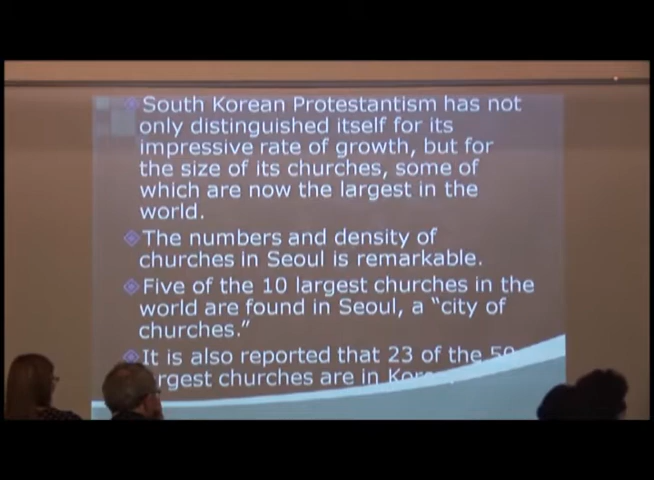 South Korean Protestantism has not
only distinguished itself for its
impressive rate of growth, but for
the size of its churches, some of
which are now the largest in the
world.
The numbers and density of
churches in Seoul is remarkable.
Five of the 10 largest churches in the
world are found in Seoul, a “city of
churches.”
It is also reported that 23 of the 50
largest churches are in